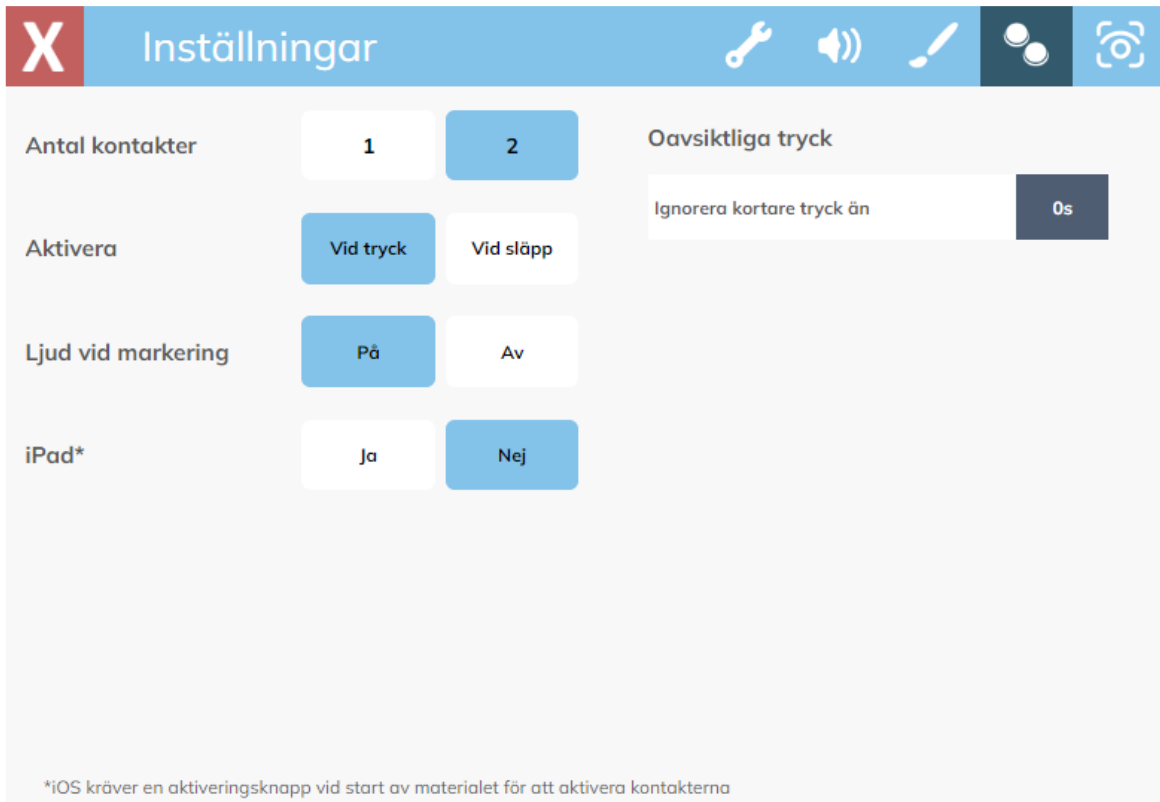 X Inställningar
Antal kontakter 1 2
Oavsiktliga tryck
Ignorera kortare tryck än 0s
Aktivera Vid tryck Vid släpp
Ljud vid markering På Av
iPad* Ja Nej
*iOS kräver en aktiveringsknapp vid start av materialet för att aktivera kontakterna